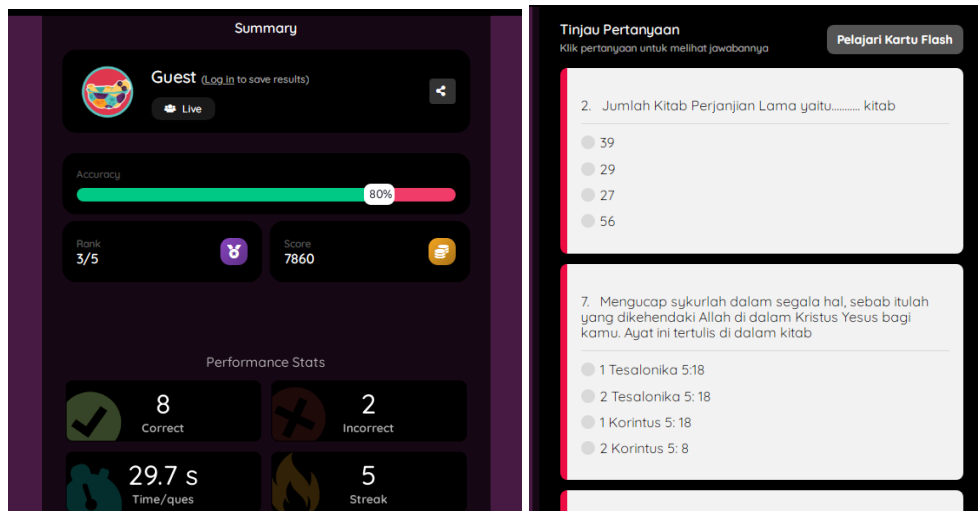 Summary
Guest (Log in to save results)
Live
Accuracy
80%
Rank
3/5
Score
7860
Performance Stats
8
Correct
2
Incorrect
29.7 s
Time/ques
5
Streak
Tinjau Pertanyaan
Klik pertanyaan untuk melihat jawabannya
Pelajari Kartu Flash
2. Jumlah Kitab Perjanjian Lama yaitu.......... kitab
39
29
27
56
7. Mengucap sykurlah dalam segala hal, sebab itulah
yang dikehendaki Allah di dalam Kristus Yesus bagi
kamu. Ayat ini tertulis di dalam kitab
1 Tesalonika 5:18
2 Tesalonika 5: 18
1 Korintus 5: 18
2 Korintus 5: 8